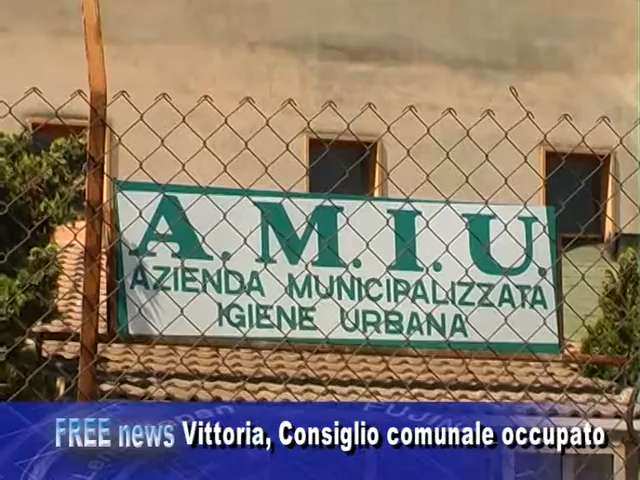 A.M.I.U.
AZIENDA MUNICIPALIZZATA
IGIENE URBANA
FREE news Vittoria, Consiglio comunale occupato